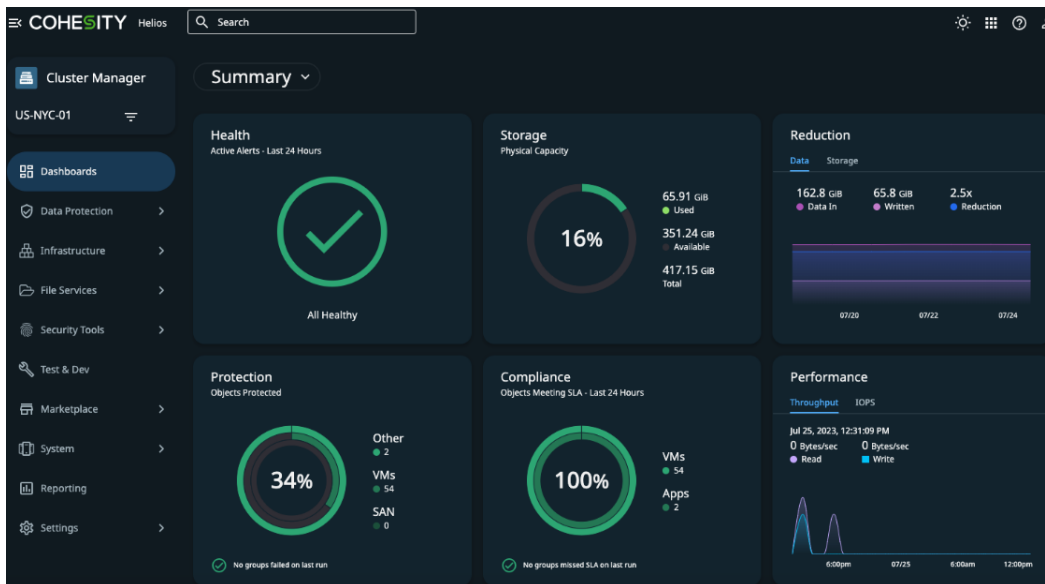 COHESITY Helios
Search
Cluster Manager
US-NYC-01
Dashboards
Data Protection
Infrastructure
File Services
Security Tools
Test & Dev
Marketplace
System
Reporting
Settings
Summary
Health
Active Alerts - Last 24 Hours
All Healthy
Storage
Physical Capacity
16%
65.91 GiB
Used
351.24 GiB
Available
417.15 GiB
Total
Reduction
Data Storage
162.8 GiB 65.8 GiB 2.5x
Data In Written Reduction
07/20 07/22 07/24
Protection
Objects Protected
34%
Other
2
VMs
54
SAN
0
No groups failed on last run
Compliance
Objects Meeting SLA - Last 24 Hours
100%
VMs
54
Apps
2
No groups missed SLA on last run
Performance
Throughput IOPS
Jul 25, 2023, 12:31:09 PM
0 Bytes/sec 0 Bytes/sec
Read Write
6:00pm 07/25 6:00am 12:00pm